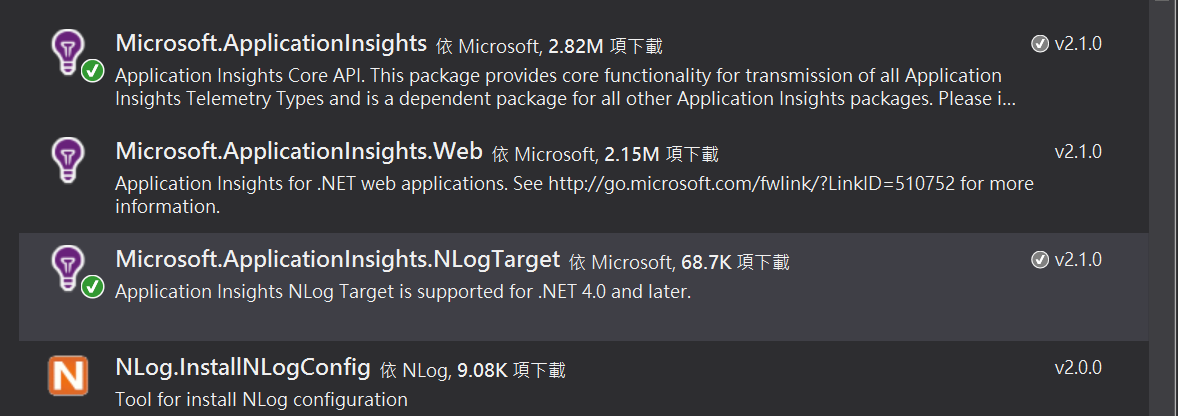 Microsoft.ApplicationInsights 依 Microsoft, 2.82M 項下載 v2.1.0
Application Insights Core API. This package provides core functionality for transmission of all Application
Insights Telemetry Types and is a dependent package for all other Application Insights packages. Please i...
Microsoft.ApplicationInsights.Web 依 Microsoft, 2.15M 項下載 v2.1.0
Application Insights for .NET web applications. See http://go.microsoft.com/fwlink/?LinkID=510752 for more
information.
Microsoft.ApplicationInsights.NLogTarget 依 Microsoft, 68.7K 項下載 v2.1.0
Application Insights NLog Target is supported for .NET 4.0 and later.
N NLog.InstallNLogConfig 依 NLog, 9.08K 項下載 v2.0.0
Tool for install NLog configuration